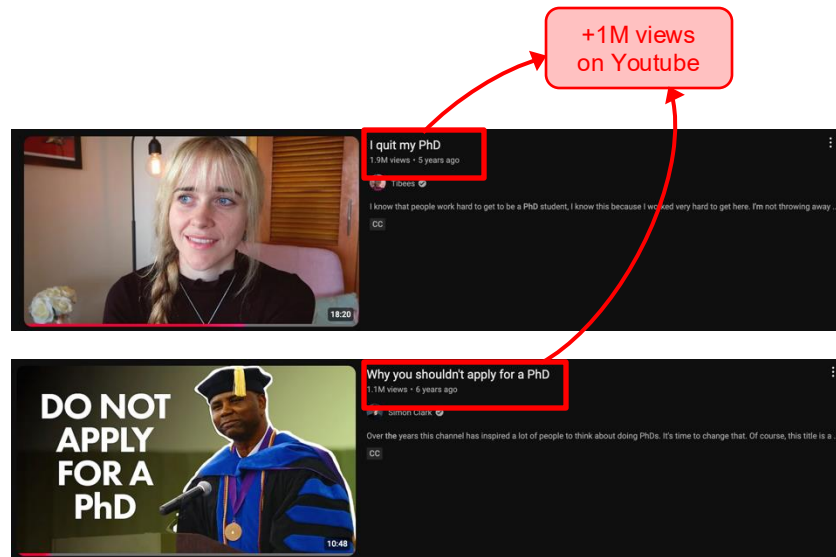 +1M views
on Youtube
I quit my PhD
1.9M views • 5 years ago
Tibees
I know that people work hard to get to be a PhD student, I know this because I worked very hard to get here. I'm not throwing away ...
CC
18:20
Why you shouldn't apply for a PhD
1.1M views • 6 years ago
Simon Clark
Over the years this channel has inspired a lot of people to think about doing PhDs. It's time to change that. Of course, this title is a ...
CC
DO NOT
APPLY
FOR A
PhD
10:48